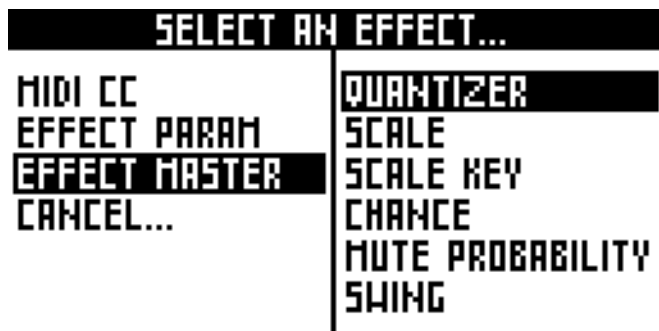 SELECT AN EFFECT...
MIDI CC
EFFECT PARAM
EFFECT MASTER
CANCEL...
QUANTIZER
SCALE
SCALE KEY
CHANCE
MUTE PROBABILITY
SWING